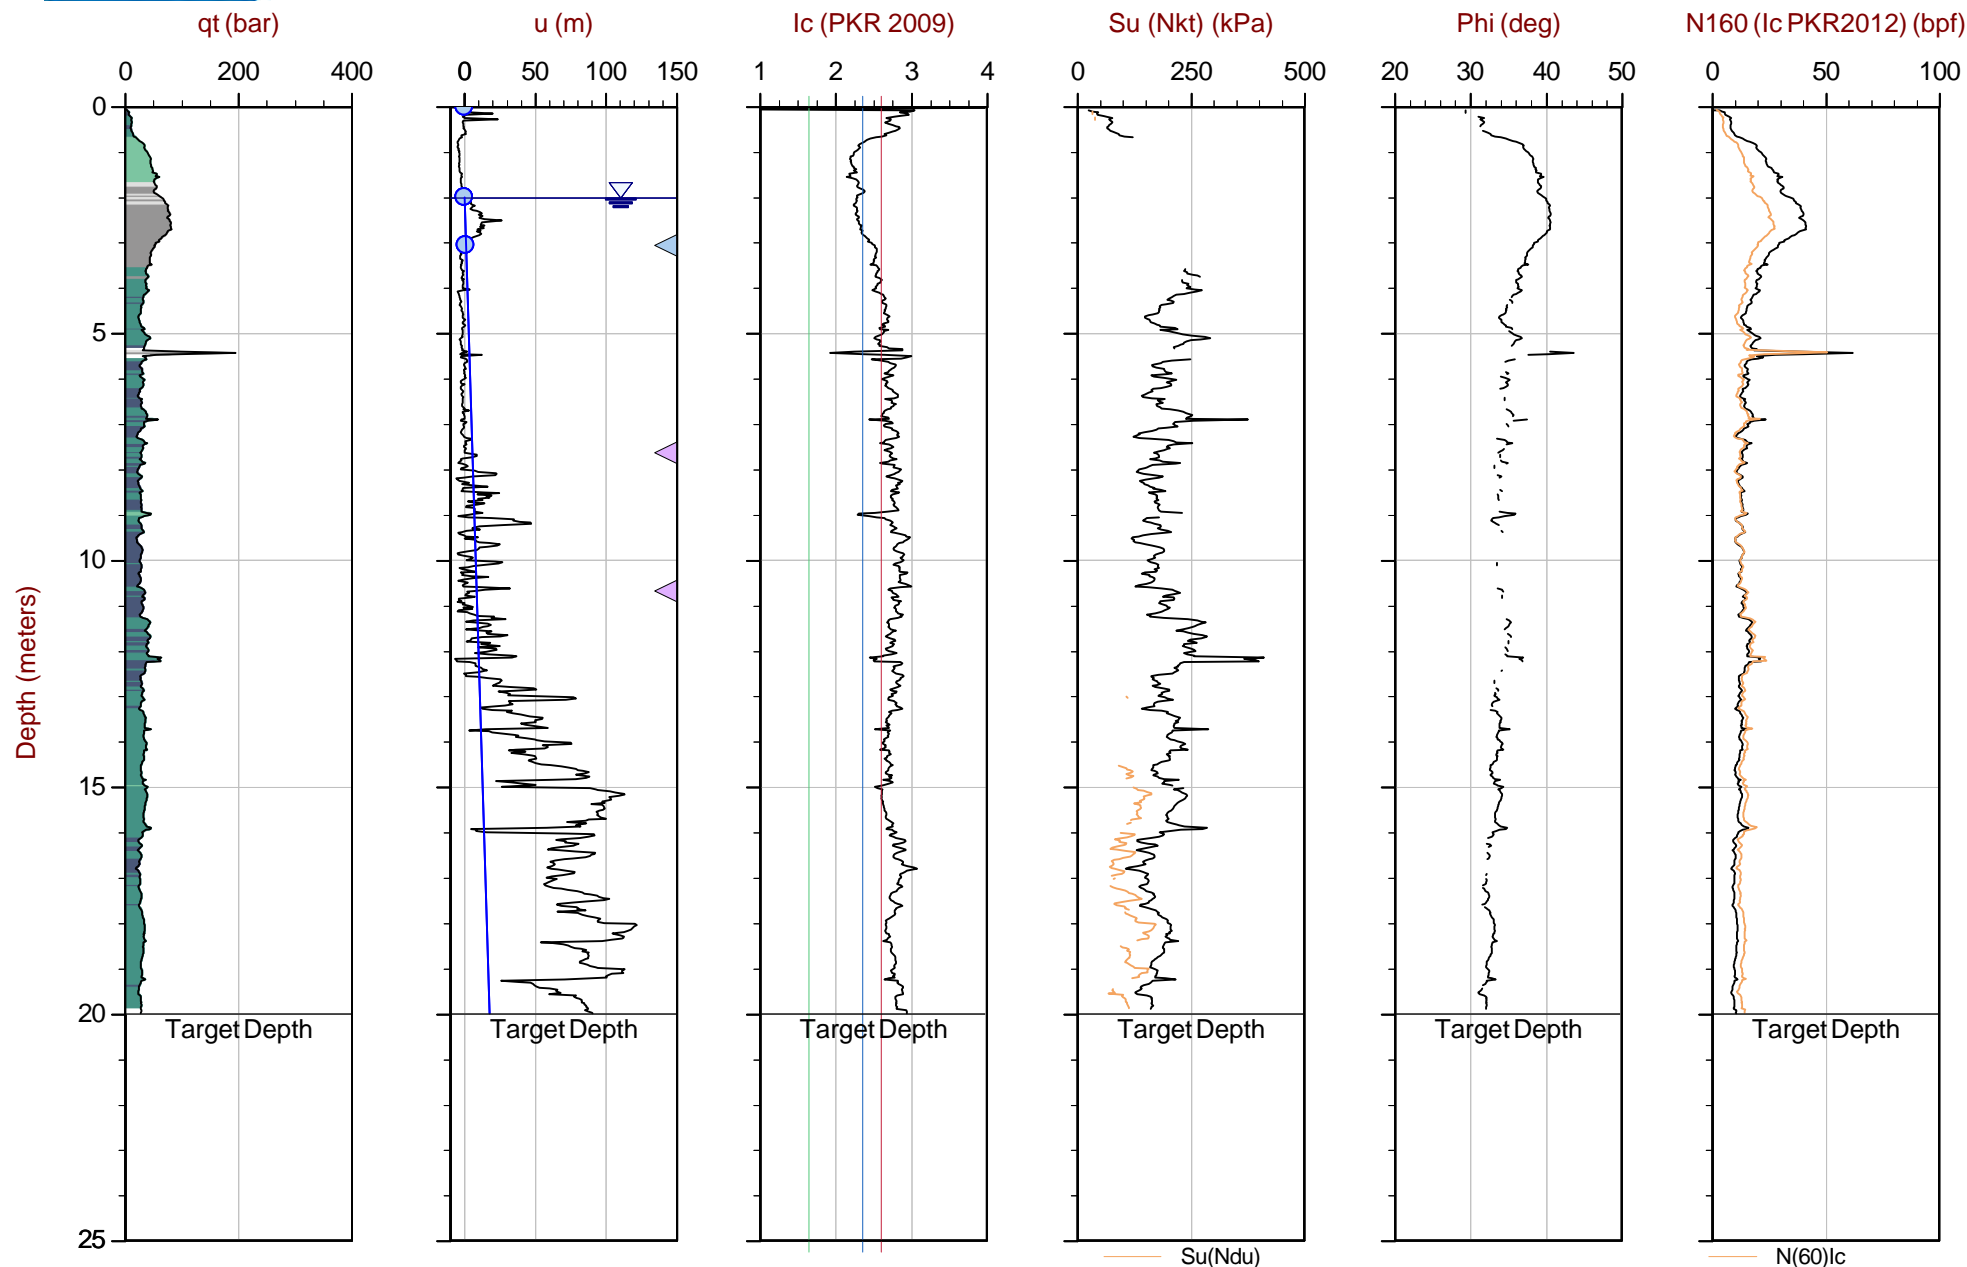 qt (bar) u (m) Ic (PKR 2009) Su (Nkt) (kPa) Phi (deg) N160 (Ic PKR2012) (bpf)
0 200 400 0 50 100 150 1 2 3 4 0 250 500 20 30 40 50 0 50 100
0
5
10
15
20
25
Depth (meters)
Target Depth Target Depth Target Depth Target Depth Target Depth Target Depth
Su(Ndu) N(60)Ic